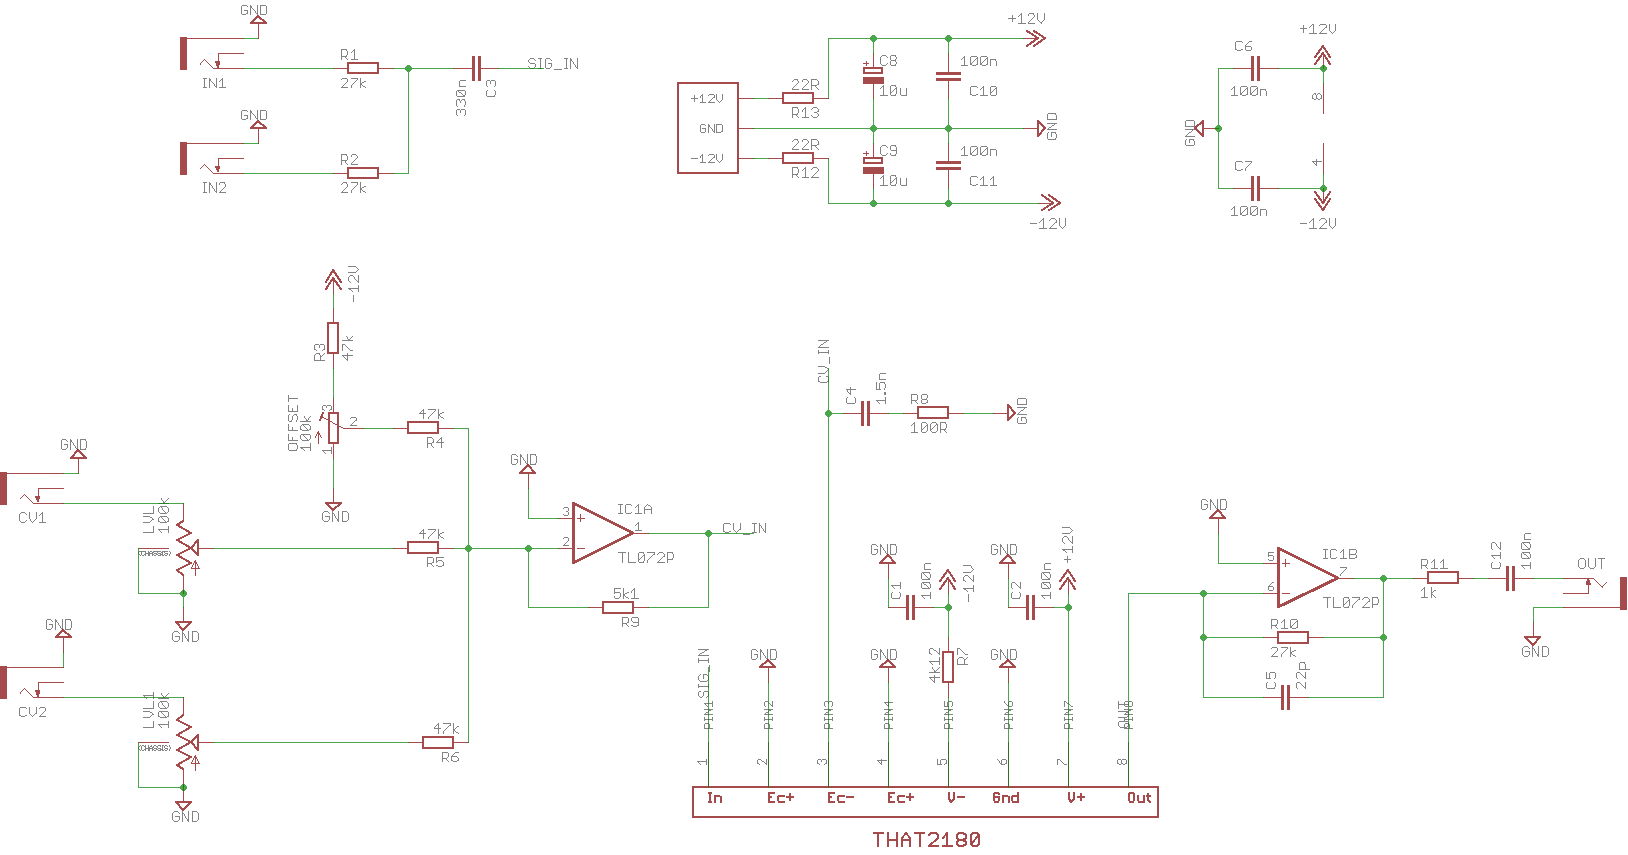 GND
IN1
R1
27k
330n
C3
SIG_IN
GND
IN2
R2
27k
+12V
GND
-12V
22R
R13
22R
R12
C8
+
10u
100n
C10
+12V
GND
C9
+
10u
100n
C11
-12V
C6
100n
+12V
8
GND
4
C7
100n
-12V
-12V
R3
47k
OFFSET
100k
3
2
1
GND
47k
R4
GND
CV1
LVL
100k
(CHASSIS)
GND
47k
R5
GND
CV2
LVL1
100k
(CHASSIS)
GND
47k
R6
GND
3
+
2
-
IC1A
1
TL072P
CV_IN
5k1
R9
CV_IN
C4
1.5n
R8
100R
GND
GND
C1
100n
-12V
4k12
R7
GND
C2
100n
+12V
SIG_IN
GND
GND
GND
PIN1
PIN2
PIN3
PIN4
PIN5
PIN6
PIN7
OUT
PIN8
1
2
3
4
5
6
7
8
In
Ec+
Ec-
Ec+
V-
Gnd
V+
Out
THAT2180
GND
5
+
6
-
IC1B
7
TL072P
R10
27k
C5
22P
R11
1k
C12
100n
OUT
GND